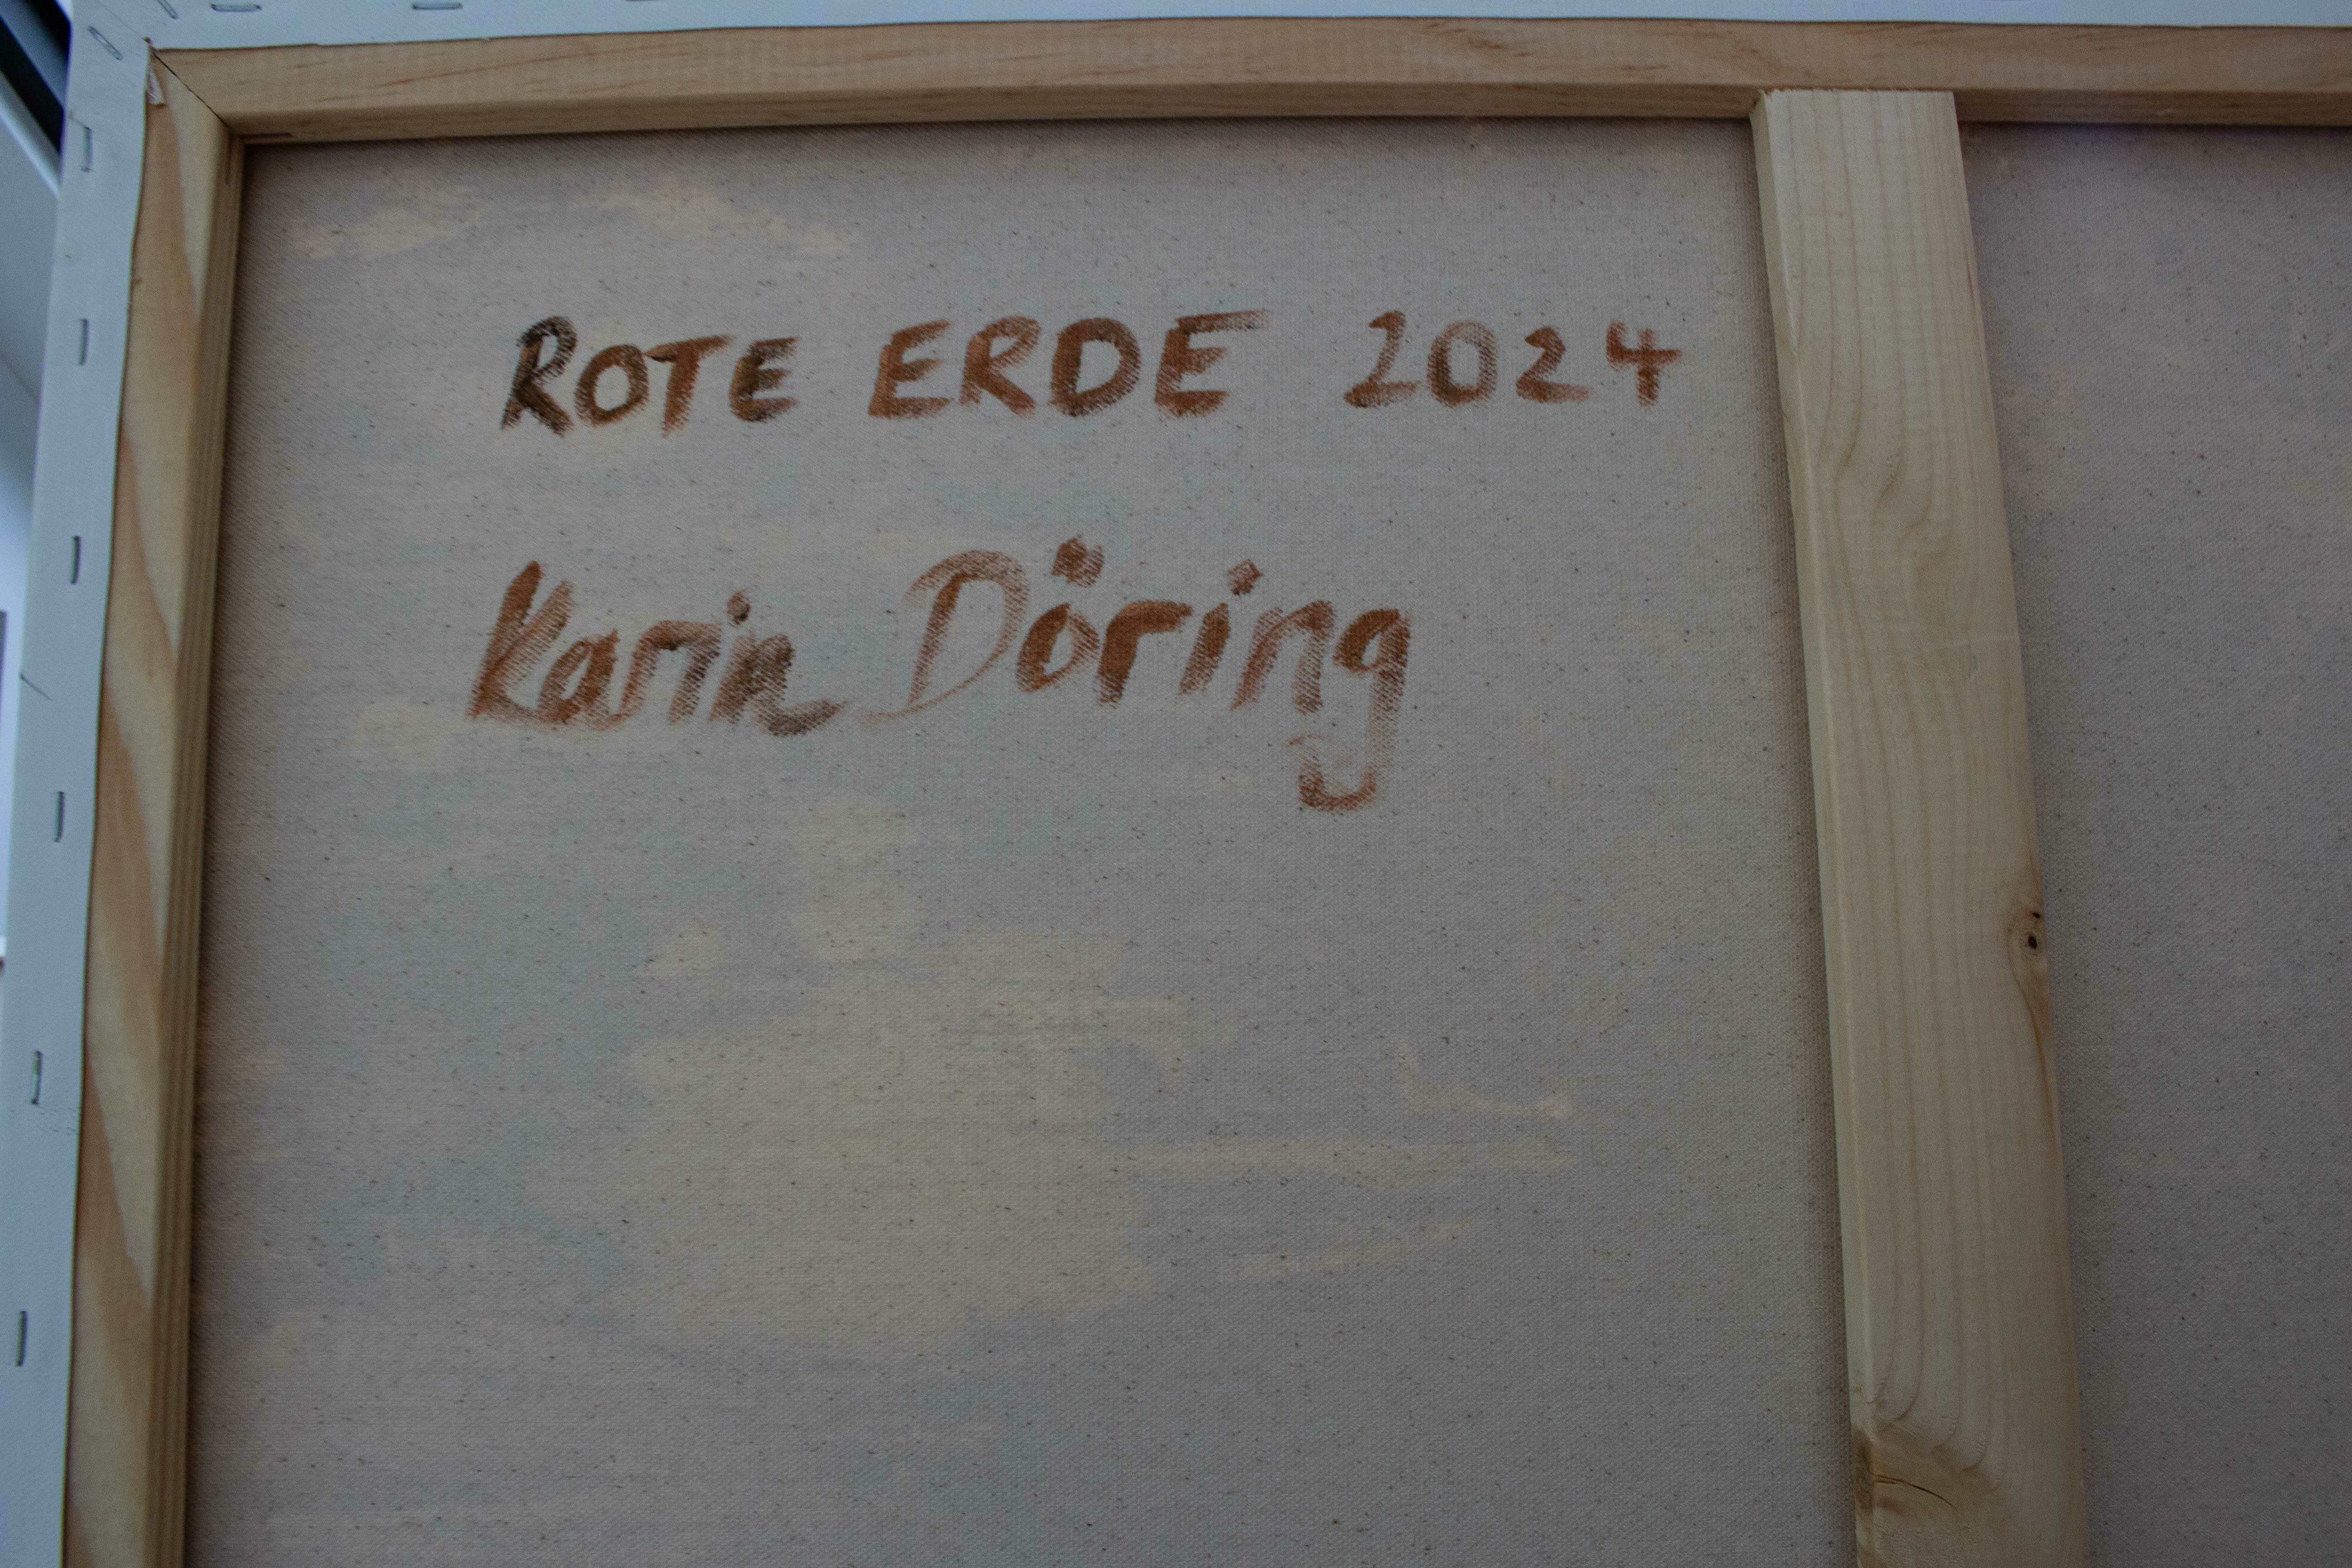 ROTE ERDE 2024
Karin Döring